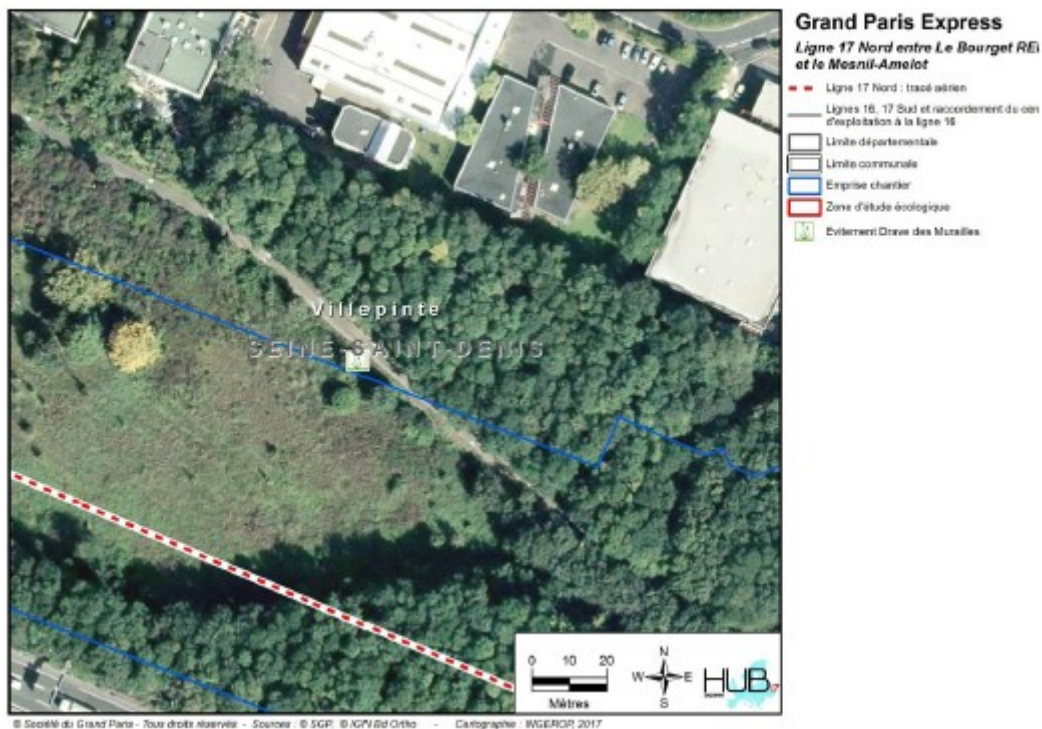 Grand Paris Express
Ligne 17 Nord entre Le Bourget RE
et le Mesnil-Amelot
Ligne 17 Nord : tracé aérien
Lignes 16, 17 Sud et raccordement du cen
d'exploitation à la ligne 16
Limite départementale
Limite communale
Emprise chantier
Zone d'étude écologique
Evitement Drave des Murailles
Villepinte
SEINE-SAINT-DENIS
0 10 20
Mètres
N
W E
S
HUB
© Société du Grand Paris - Tous droits réservés - Sources : © SGP, © IGN Bd Ortho - Cartographie : INGEROP, 2017